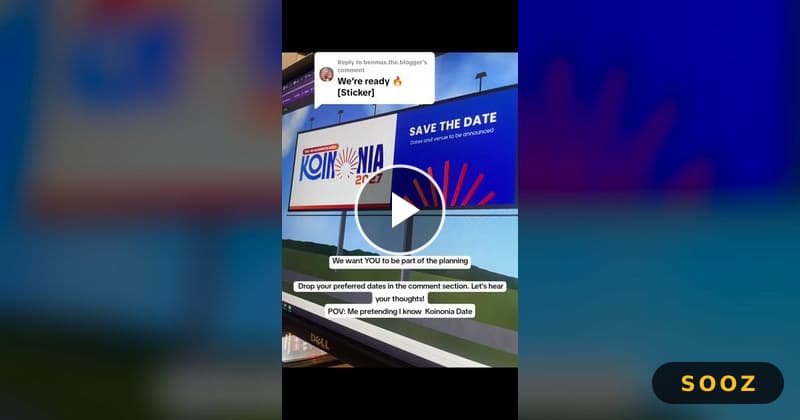 Reply to benmax.the.blogger's
comment
We're ready 🔥
[Sticker]
SAVE THE DATE
Dates and venue to be announced
KOINONIA
2027
We want YOU to be part of the planning
Drop your preferred dates in the comment section. Let's hear
your thoughts!
POV: Me pretending I know Koinonia Date
DELL
SOOZ